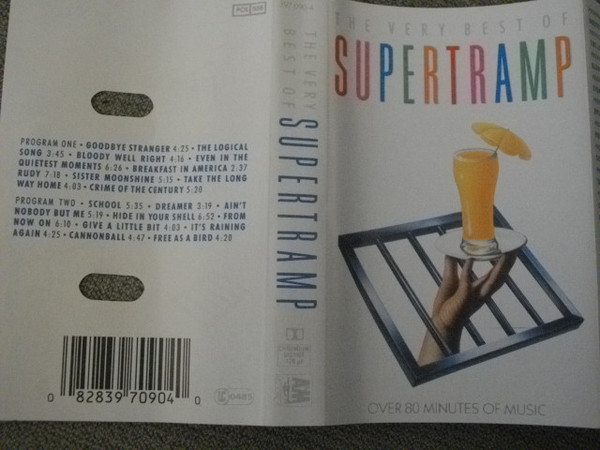 PROGRAM ONE • GOODBYE STRANGER 4:25 • THE LOGICAL
SONG 3:45 • BLOODY WELL RIGHT 4:16 • EVEN IN THE
QUIETEST MOMENTS 6:26 • BREAKFAST IN AMERICA 2:37
RUDY 7:18 • SISTER MOONSHINE 5:15 • TAKE THE LONG
WAY HOME 4:03 • CRIME OF THE CENTURY 5:20
PROGRAM TWO • SCHOOL 5:35 • DREAMER 3:19 • AIN'T
NOBODY BUT ME 5:19 • HIDE IN YOUR SHELL 6:52 • FROM
NOW ON 6:10 • GIVE A LITTLE BIT 4:03 • IT'S RAINING
AGAIN 4:25 • CANNONBALL 4:47 • FREE AS A BIRD 4:20
0 82839 70904 0
THE VERY
BEST OF
SUPERTRAMP
AM
THE VERY BEST OF
SUPERTRAMP
OVER 80 MINUTES OF MUSIC